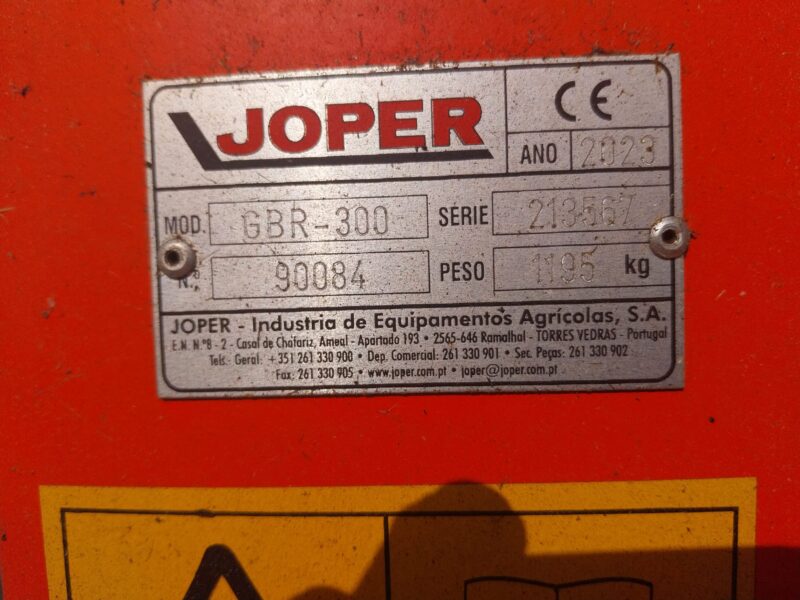 JOPER
CE
ANO 2023
MOD. GBR-300 SÉRIE 213567
N.º, 90084 PESO 1195 kg
JOPER - Industria de Equipamentos Agrícolas, S.A.
E.N. N.º 8 - 2 - Casal de Chafariz, Ameal - Apartado 193 • 2565-646 Ramalhal - TORRES VEDRAS - Portugal
Tels. Geral: +351 261 330 900 • Dep. Comercial: 261 330 901 • Sec. Peças: 261 330 902
Fax: 261 330 905 • www.joper.com.pt • joper@joper.com.pt